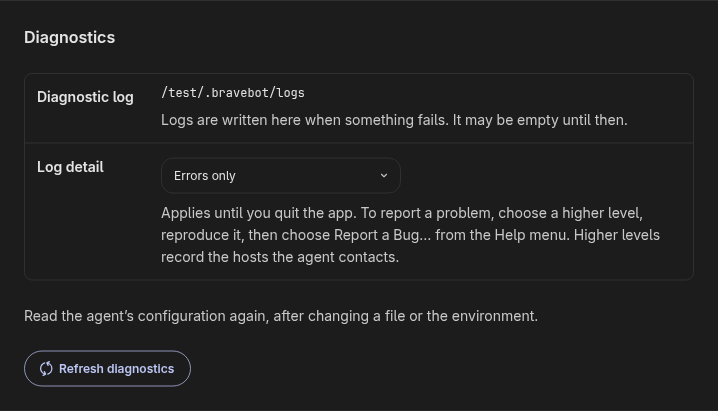 Diagnostics
Diagnostic log
/test/.bravebot/logs
Logs are written here when something fails. It may be empty until then.
Log detail
Errors only
Applies until you quit the app. To report a problem, choose a higher level,
reproduce it, then choose Report a Bug... from the Help menu. Higher levels
record the hosts the agent contacts.
Read the agent’s configuration again, after changing a file or the environment.
Refresh diagnostics